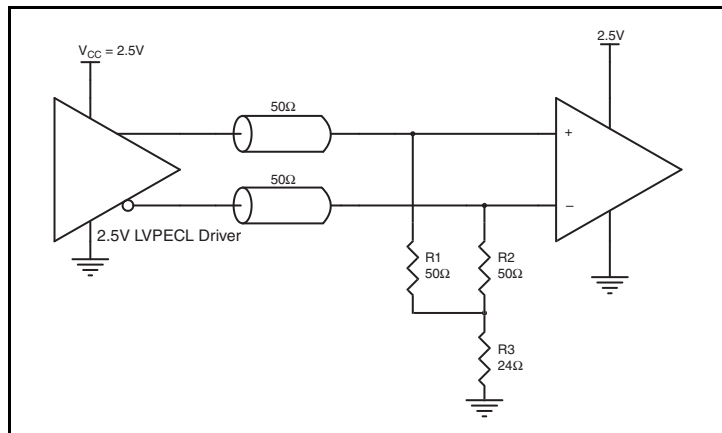 2.5V
V_CC = 2.5V
50Ω
+
50Ω
–
2.5V LVPECL Driver
R1
50Ω
R2
50Ω
R3
24Ω